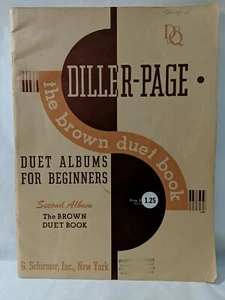 DQ
DILLER-PAGE
the brown duet book
DUET ALBUMS
FOR BEGINNERS
Second Album
The BROWN
DUET BOOK
1.25
G. Schirmer, Inc., New York